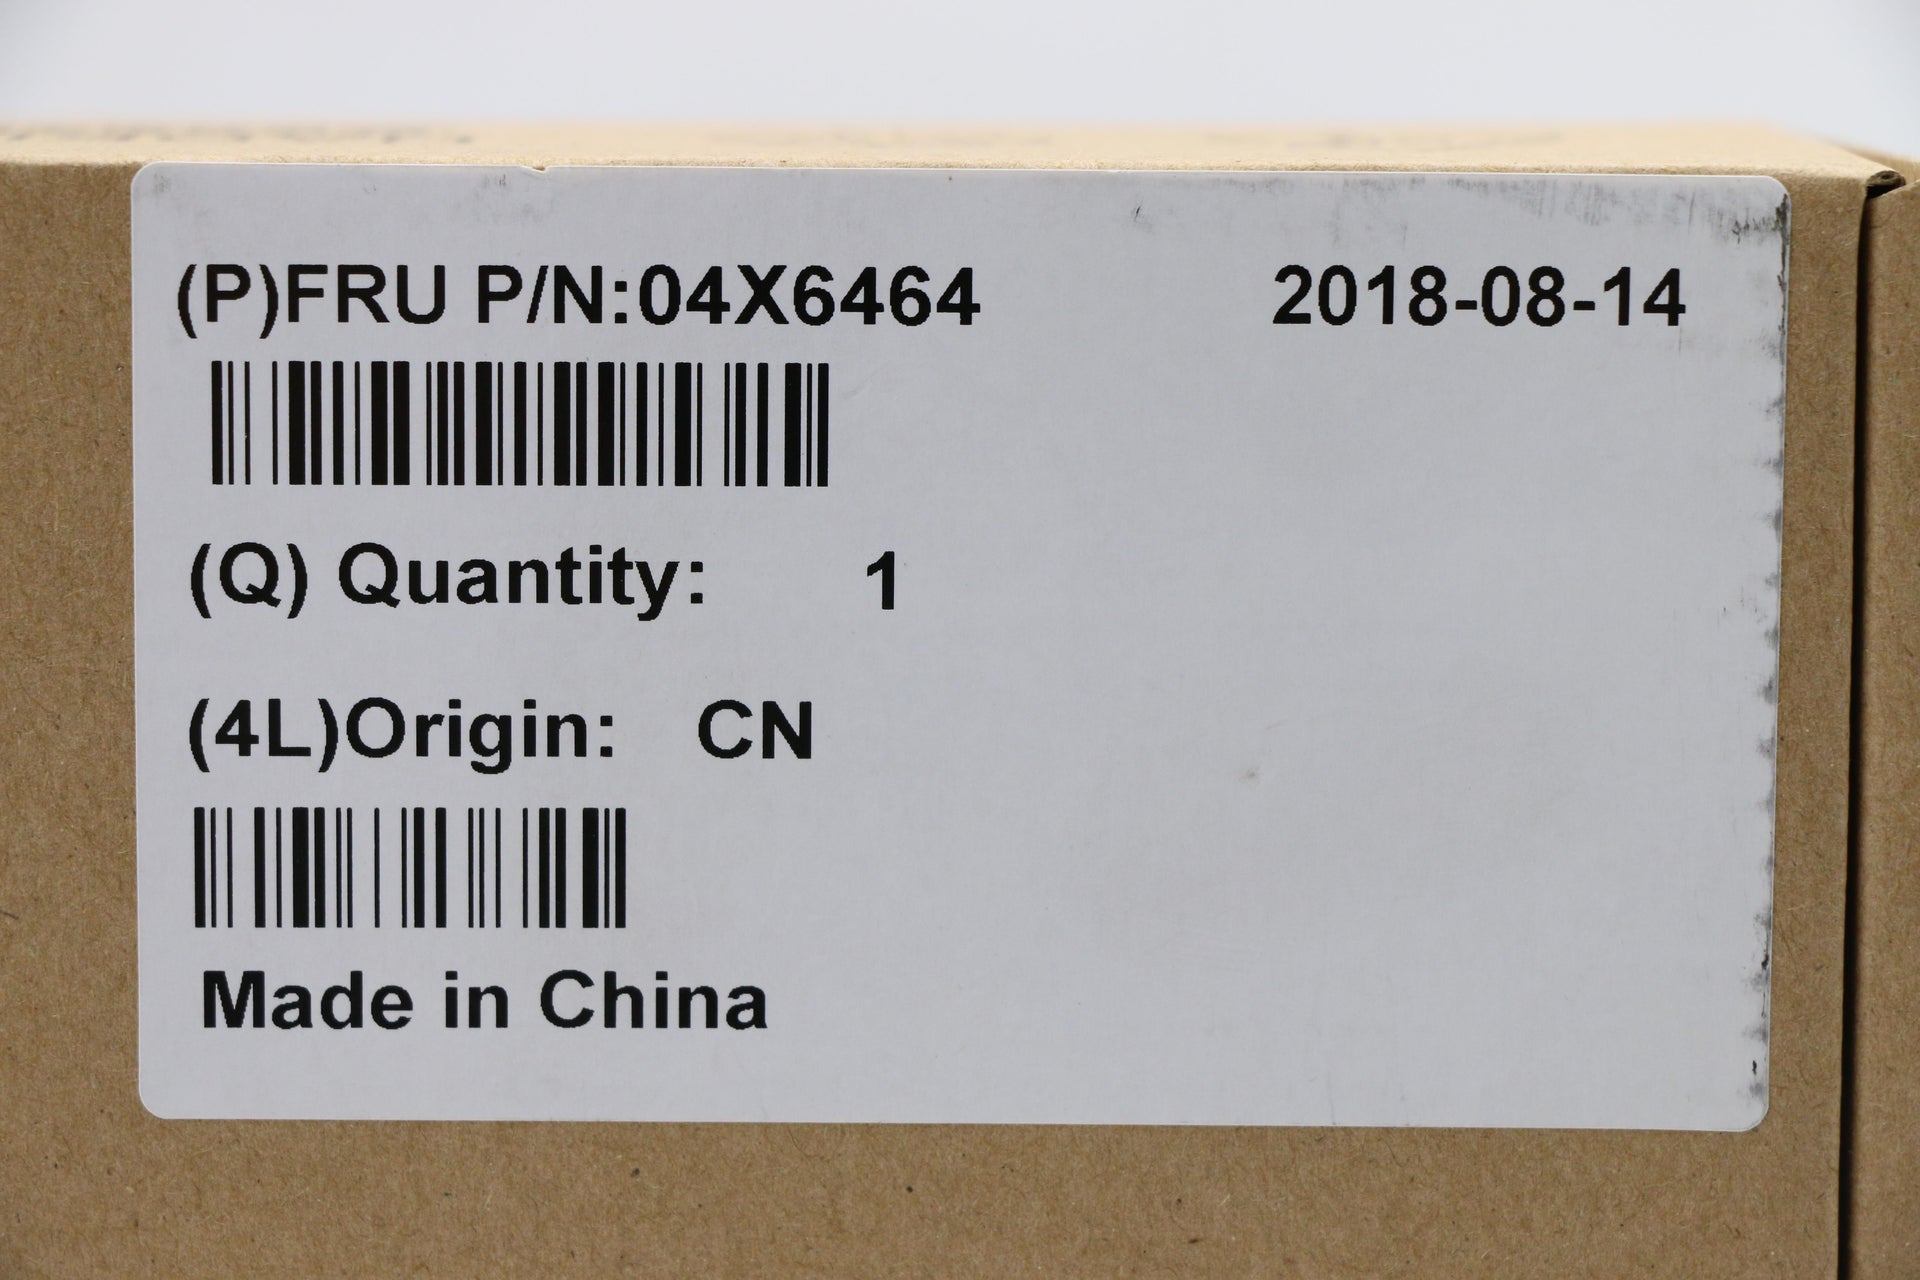 (P)FRU P/N:04X6464 2018-08-14
(Q) Quantity: 1
(4L)Origin: CN
Made in China